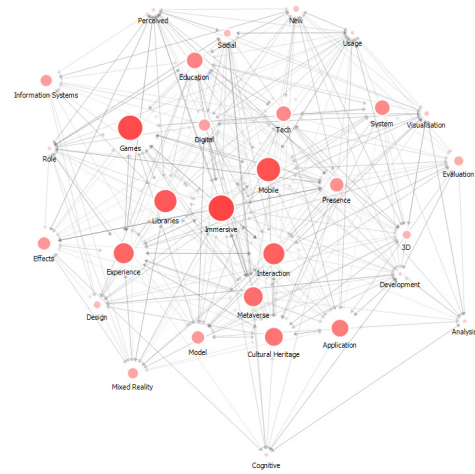 Perceived
New
Social
Usage
Education
Information Systems
Tech
System
Visuallisation
Games
Digital
Role
Evaluation
Mobile
Presence
Libraries
Immersive
Effects
Experience
Interaction
3D
Development
Metaverse
Design
Model
Cultural Heritage
Application
Analysis
Mixed Reality
Cognitive